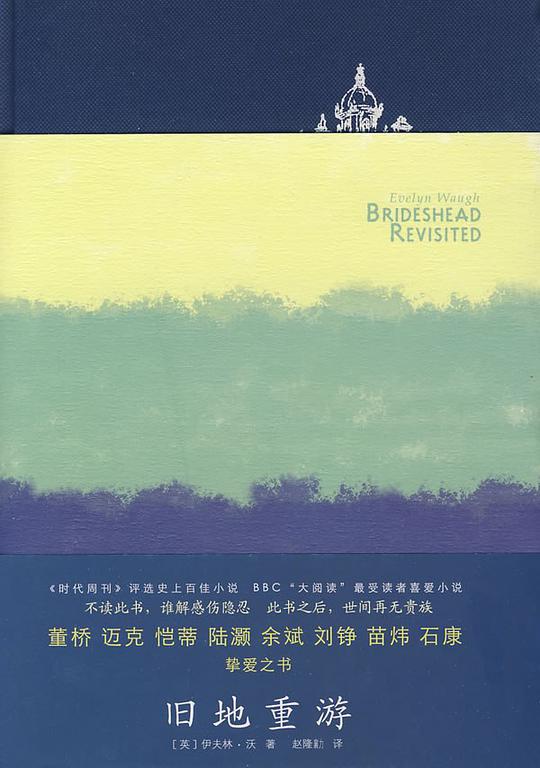 Evelyn Waugh
BRIDESHEAD
REVISITED
《时代周刊》评选史上百佳小说 BBC “大阅读” 最受读者喜爱小说
不读此书，谁解感伤隐忍 此书之后，世间再无贵族
董桥 迈克 恺蒂 陆灏 余斌 刘铮 苗炜 石康
挚爱之书
旧地重游
[英] 伊夫林·沃 著 赵隆勷 译